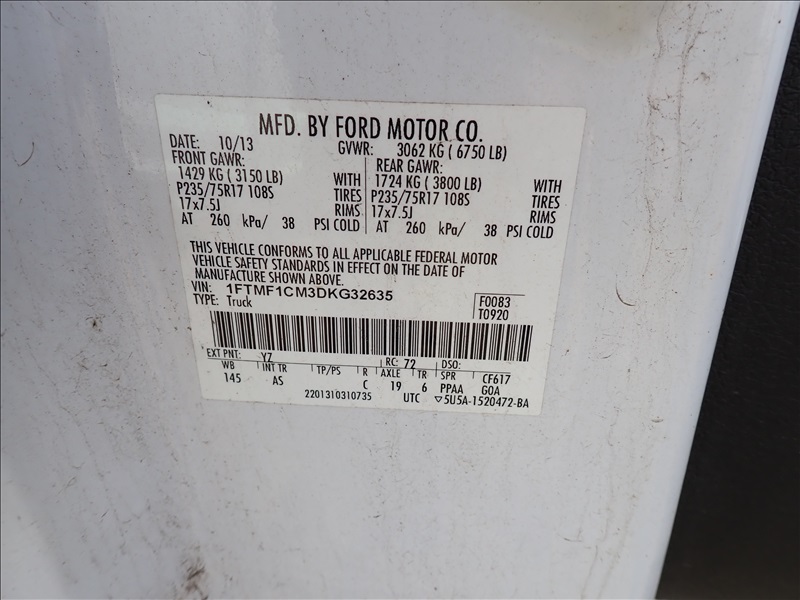 MFD. BY FORD MOTOR CO.
DATE: 10/13 GVWR: 3062 KG ( 6750 LB)
FRONT GAWR: REAR GAWR:
1429 KG ( 3150 LB) WITH 1724 KG ( 3800 LB) WITH
P235/75R17 108S TIRES P235/75R17 108S TIRES
17x7.5J RIMS 17x7.5J RIMS
AT 260 kPa/ 38 PSI COLD AT 260 kPa/ 38 PSI COLD
THIS VEHICLE CONFORMS TO ALL APPLICABLE FEDERAL MOTOR
VEHICLE SAFETY STANDARDS IN EFFECT ON THE DATE OF
MANUFACTURE SHOWN ABOVE.
VIN: 1FTMF1CM3DKG32635 F0083
TYPE: Truck T0920
EXT PNT: YZ RC: 72 DSO:
WB INT TR TP/PS R AXLE TR SPR CF617
145 AS C 19 6 PPAA GOA
2201310310735 UTC ▽5U5A-1520472-BA